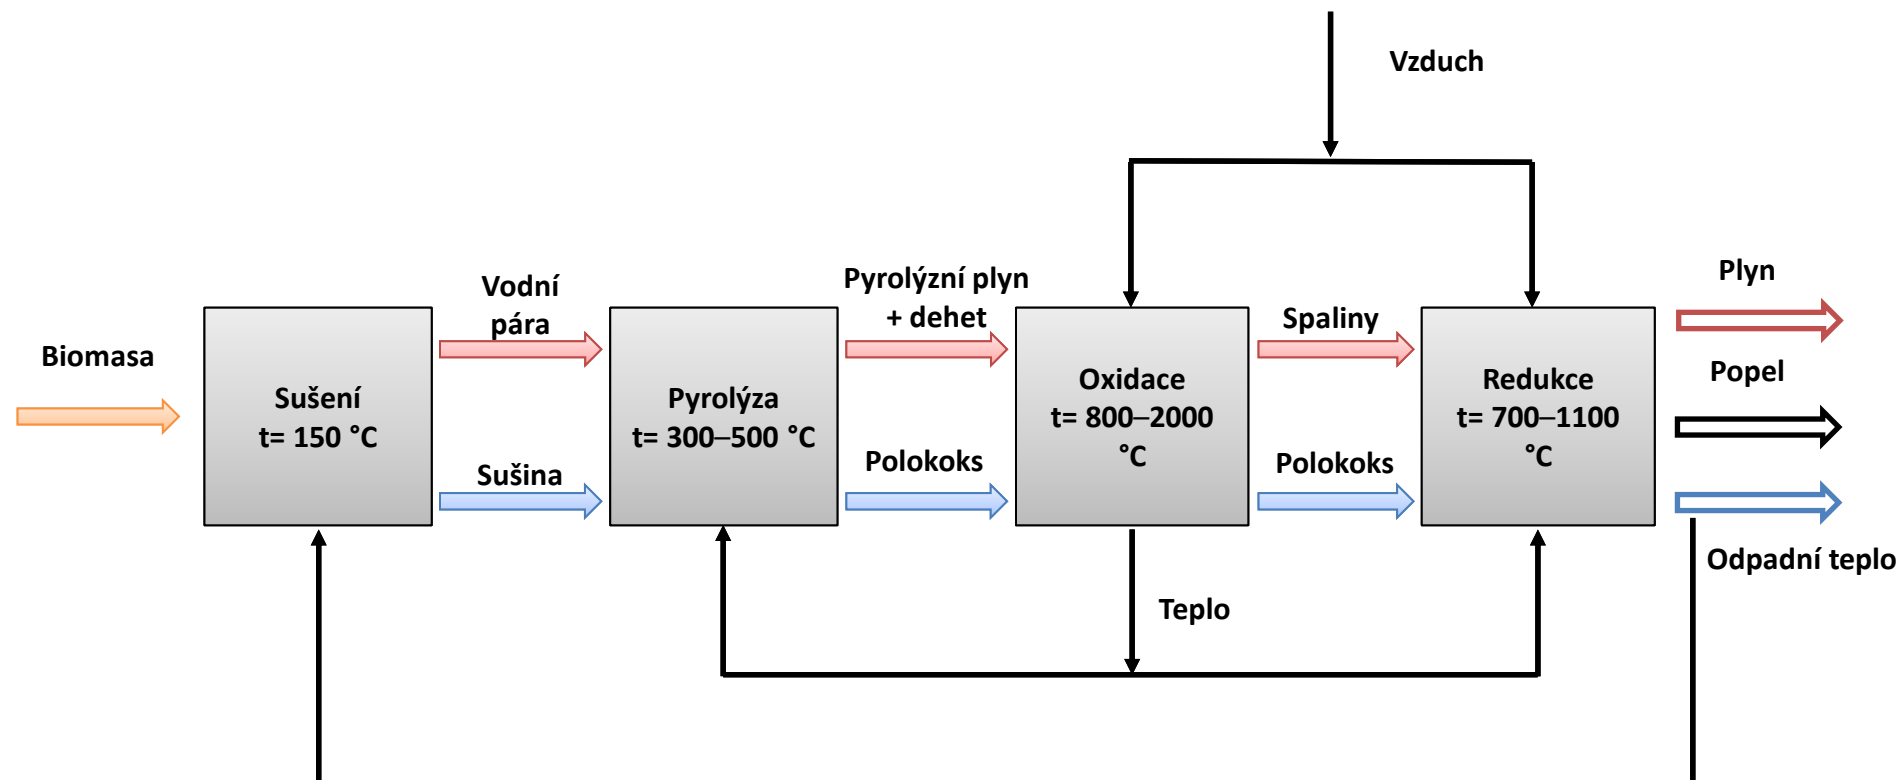 Vzduch
Biomasa
Sušení
t= 150 °C
Vodní
pára
Sušina
Pyrolýza
t= 300–500 °C
Pyrolýzní plyn
+ dehet
Polokoks
Oxidace
t= 800–2000
°C
Spaliny
Polokoks
Redukce
t= 700–1100
°C
Plyn
Popel
Odpadní teplo
Teplo